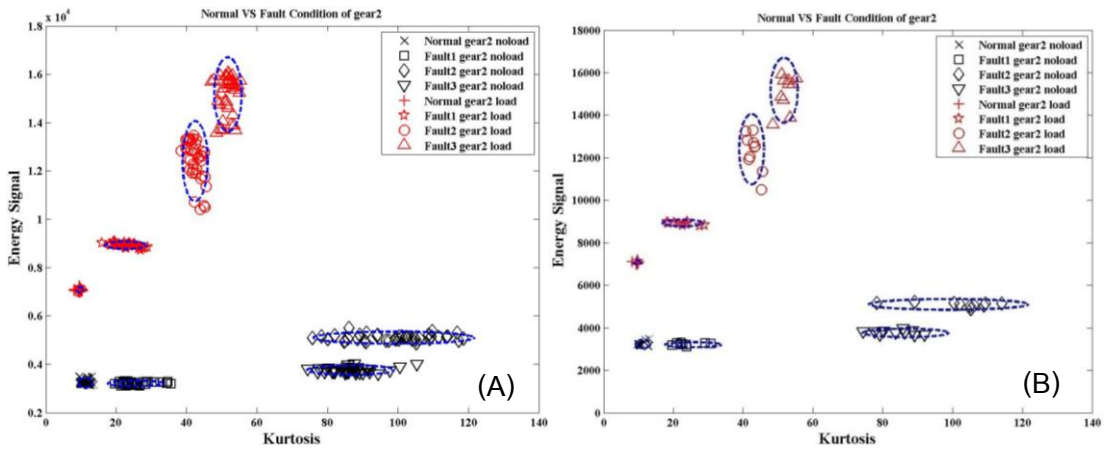 Normal VS Fault Condition of gear2
1.8 x 10⁴
1.6
1.4
1.2
1
0.8
0.6
0.4
0.2
0 20 40 60 80 100 120 140
Energy Signal
Kurtosis
Normal gear2 noload
Fault1 gear2 noload
Fault2 gear2 noload
Fault3 gear2 noload
Normal gear2 load
Fault1 gear2 load
Fault2 gear2 load
Fault3 gear2 load
(A)
Normal VS Fault Condition of gear2
18000
16000
14000
12000
10000
8000
6000
4000
2000
0
0 20 40 60 80 100 120 140
Energy Signal
Kurtosis
Normal gear2 noload
Fault1 gear2 noload
Fault2 gear2 noload
Fault3 gear2 noload
Normal gear2 load
Fault1 gear2 load
Fault2 gear2 load
Fault3 gear2 load
(B)